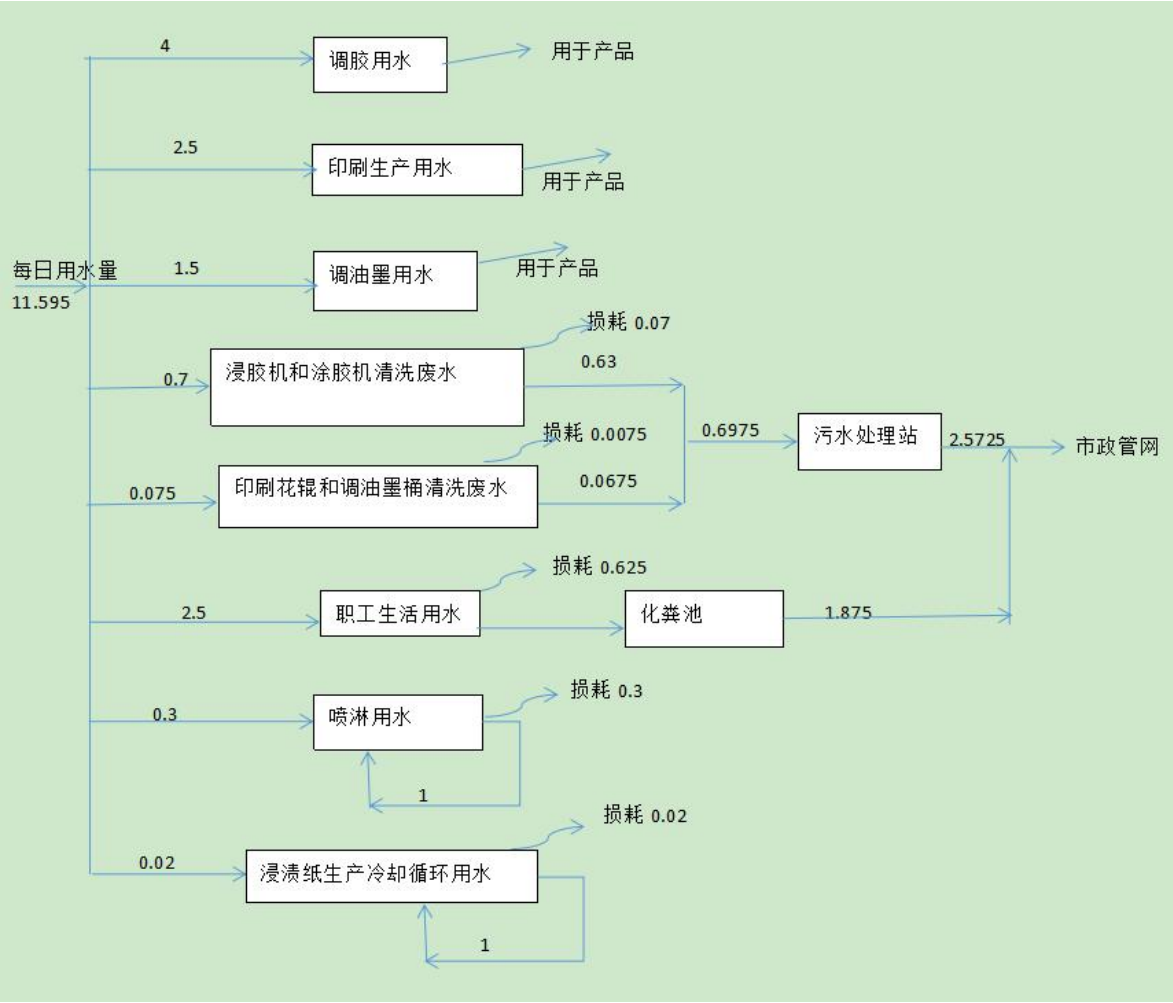 4
调胶用水
用于产品
2.5
印刷生产用水
用于产品
每日用水量
11.595
1.5
调油墨用水
用于产品
损耗 0.07
0.7
浸胶机和涂胶机清洗废水
0.63
损耗 0.0075
0.6975
污水处理站
2.5725
市政管网
0.075
印刷花辊和调油墨桶清洗废水
0.0675
损耗 0.625
2.5
职工生活用水
化粪池
1.875
损耗 0.3
0.3
喷淋用水
1
损耗 0.02
0.02
浸渍纸生产冷却循环用水
1